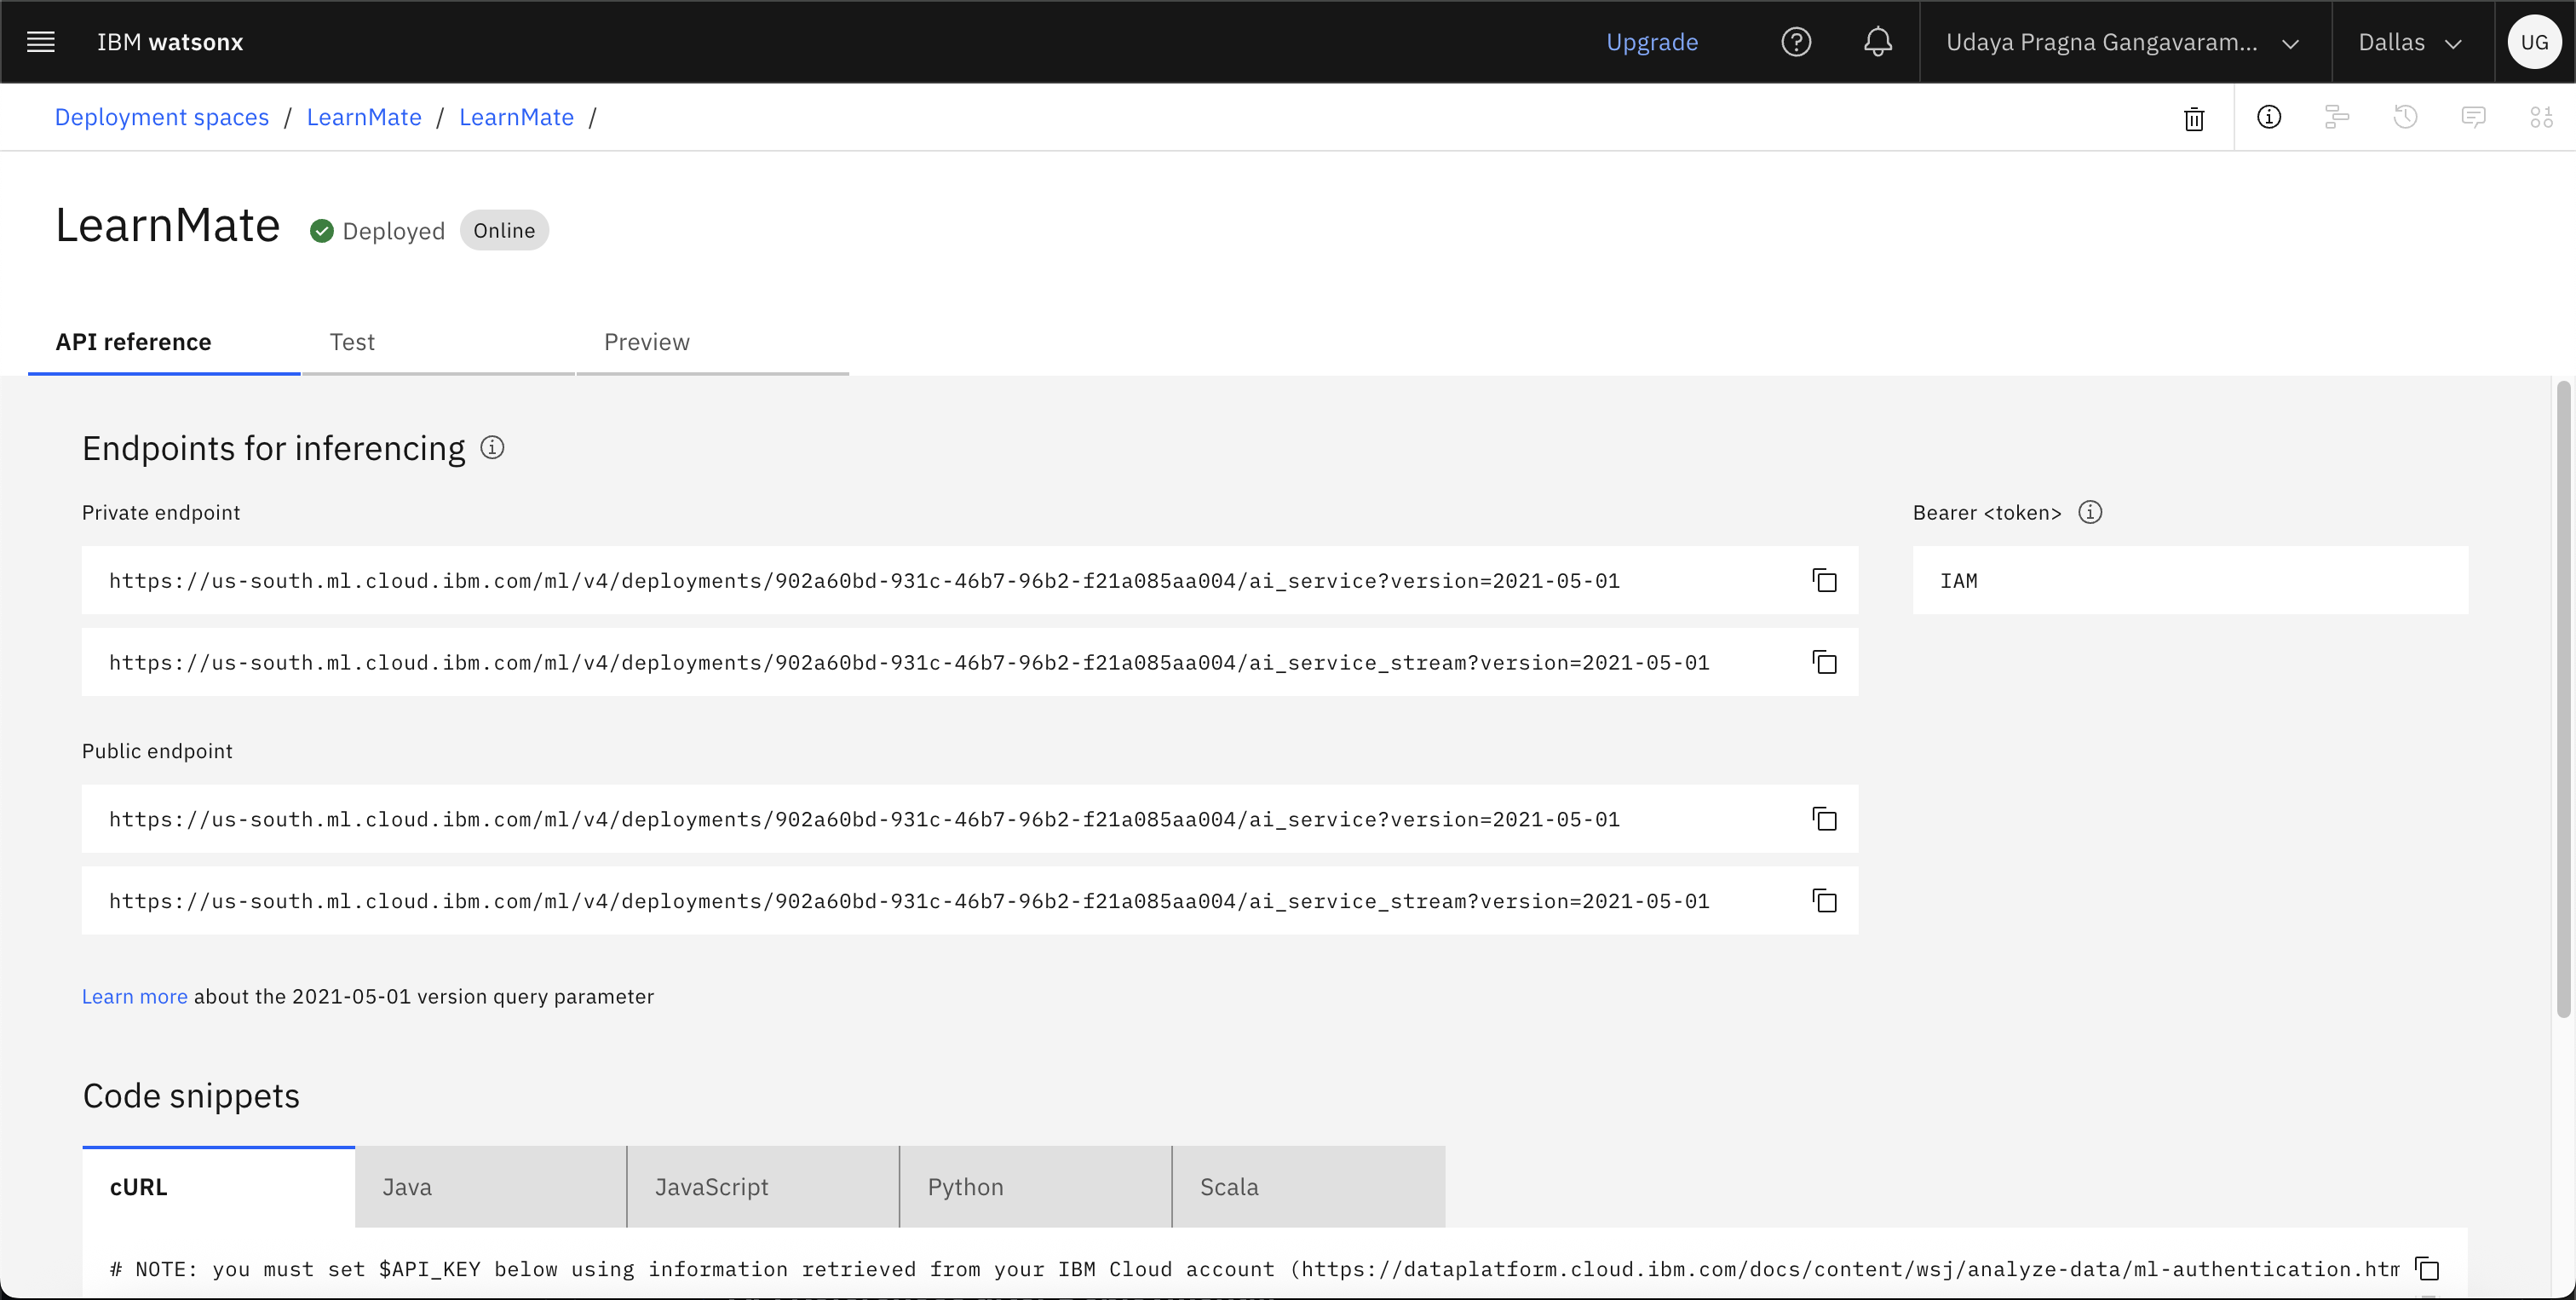 IBM watsonx
Upgrade
Udaya Pragna Gangavaram...
Dallas
UG
Deployment spaces / LearnMate / LearnMate /
LearnMate
Deployed
Online
API reference
Test
Preview
Endpoints for inferencing
Private endpoint
Bearer <token>
https://us-south.ml.cloud.ibm.com/ml/v4/deployments/902a60bd-931c-46b7-96b2-f21a085aa004/ai_service?version=2021-05-01
IAM
https://us-south.ml.cloud.ibm.com/ml/v4/deployments/902a60bd-931c-46b7-96b2-f21a085aa004/ai_service_stream?version=2021-05-01
Public endpoint
https://us-south.ml.cloud.ibm.com/ml/v4/deployments/902a60bd-931c-46b7-96b2-f21a085aa004/ai_service?version=2021-05-01
https://us-south.ml.cloud.ibm.com/ml/v4/deployments/902a60bd-931c-46b7-96b2-f21a085aa004/ai_service_stream?version=2021-05-01
Learn more about the 2021-05-01 version query parameter
Code snippets
cURL
Java
JavaScript
Python
Scala
# NOTE: you must set $API_KEY below using information retrieved from your IBM Cloud account (https://dataplatform.cloud.ibm.com/docs/content/wsj/analyze-data/ml-authentication.htm